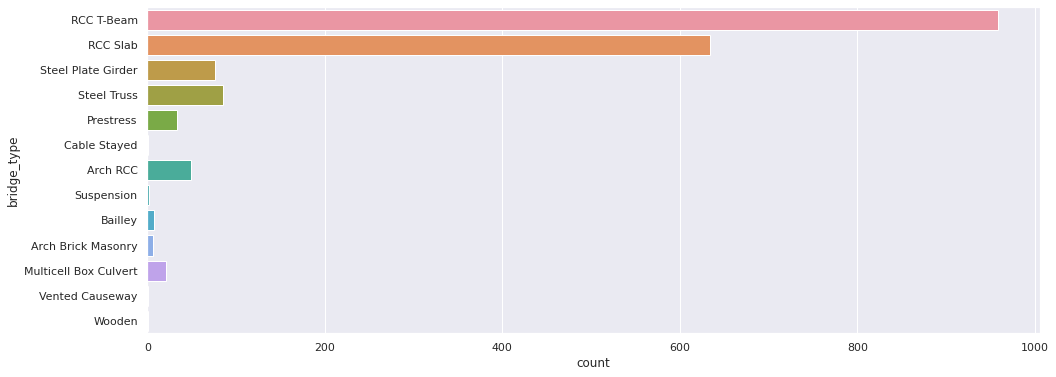 RCC T-Beam
RCC Slab
Steel Plate Girder
Steel Truss
Prestress
Cable Stayed
Arch RCC
Suspension
Bailley
Arch Brick Masonry
Multicell Box Culvert
Vented Causeway
Wooden
bridge_type
0 200 400 600 800 1000
count